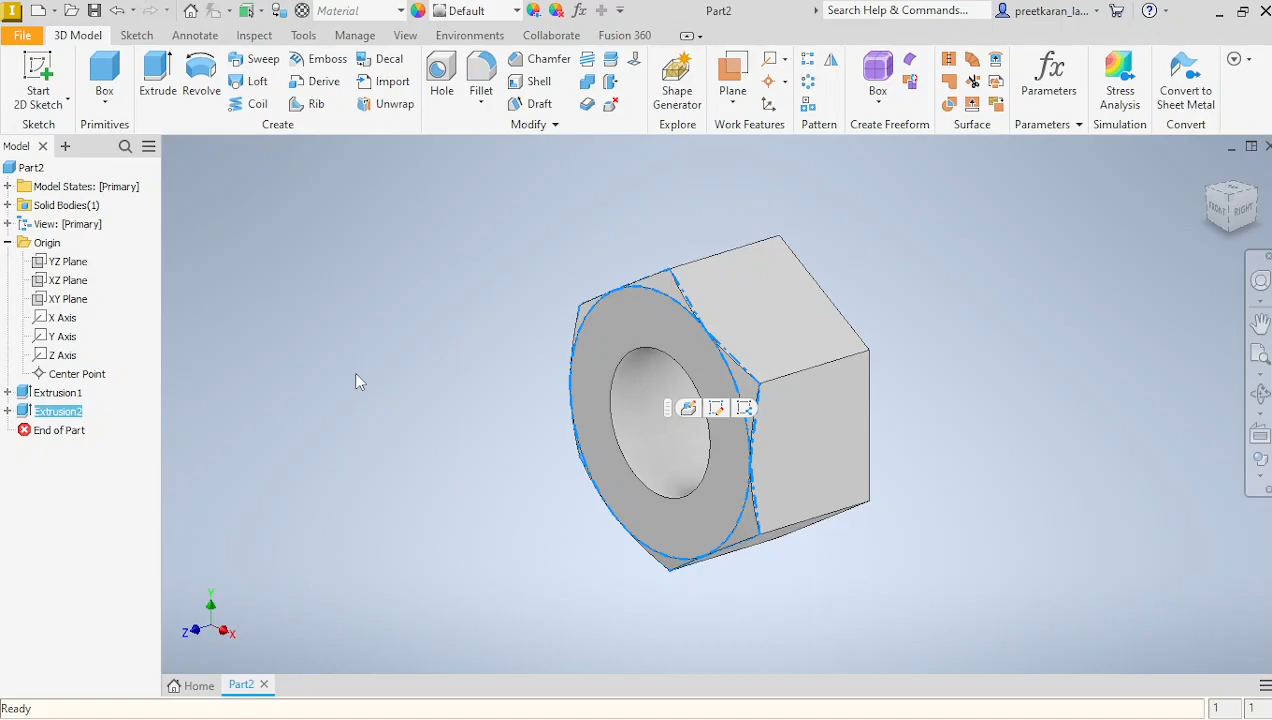 I Material Default Part2 Search Help & Commands... preetkaran_la... ?
File 3D Model Sketch Annotate Inspect Tools Manage View Environments Collaborate Fusion 360
Start
2D Sketch
Box
Extrude Revolve
Sweep Emboss Decal
Loft Derive Import
Coil Rib Unwrap
Hole Fillet
Chamfer
Shell
Draft
Shape
Generator
Plane
Box
fx
Parameters
Stress
Analysis
Convert to
Sheet Metal
Sketch Primitives Create Modify Explore Work Features Pattern Create Freeform Surface Parameters Simulation Convert
Model
Part2
Model States: [Primary]
Solid Bodies(1)
View: [Primary]
Origin
YZ Plane
XZ Plane
XY Plane
X Axis
Y Axis
Z Axis
Center Point
Extrusion1
Extrusion2
End of Part
FRONT RIGHT
Y
Z X
Home Part2
Ready 1 1